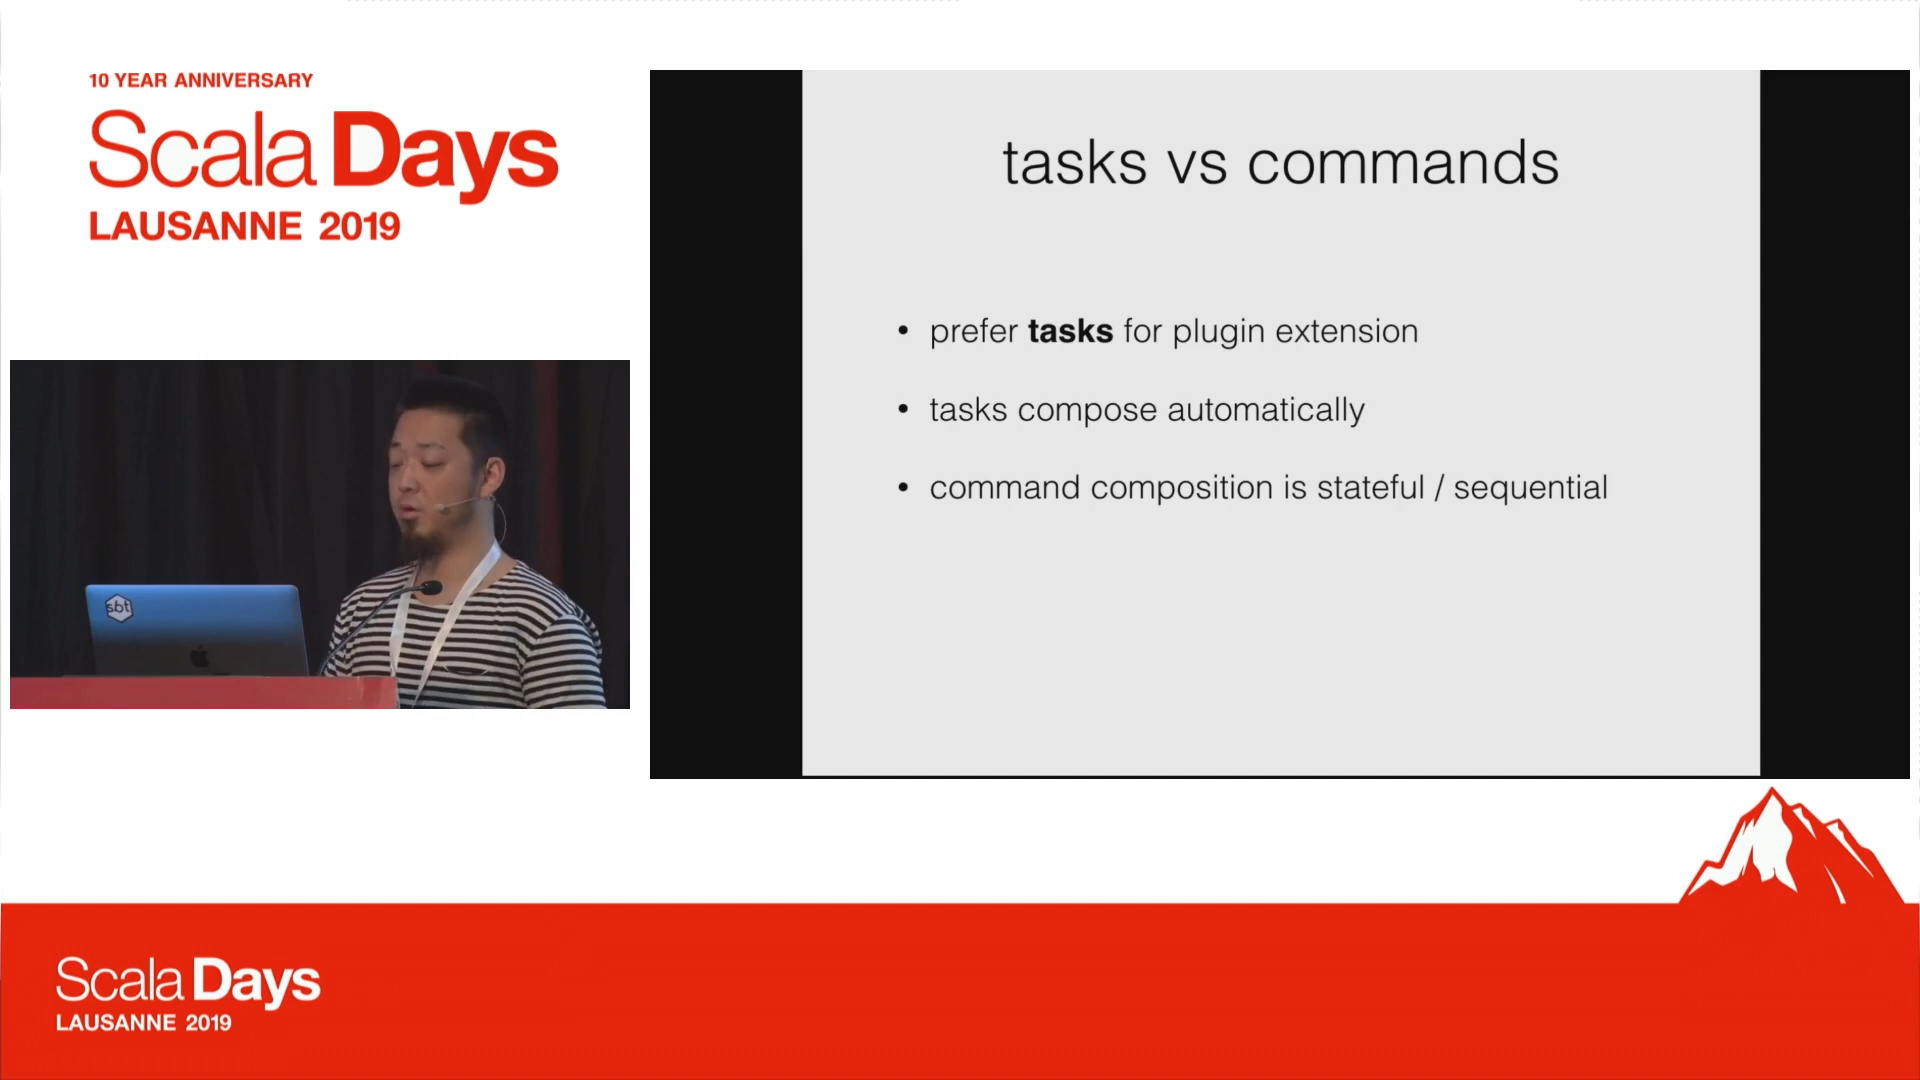 10 YEAR ANNIVERSARY
Scala Days
LAUSANNE 2019
tasks vs commands
• prefer tasks for plugin extension
• tasks compose automatically
• command composition is stateful / sequential
sbt
Scala Days
LAUSANNE 2019